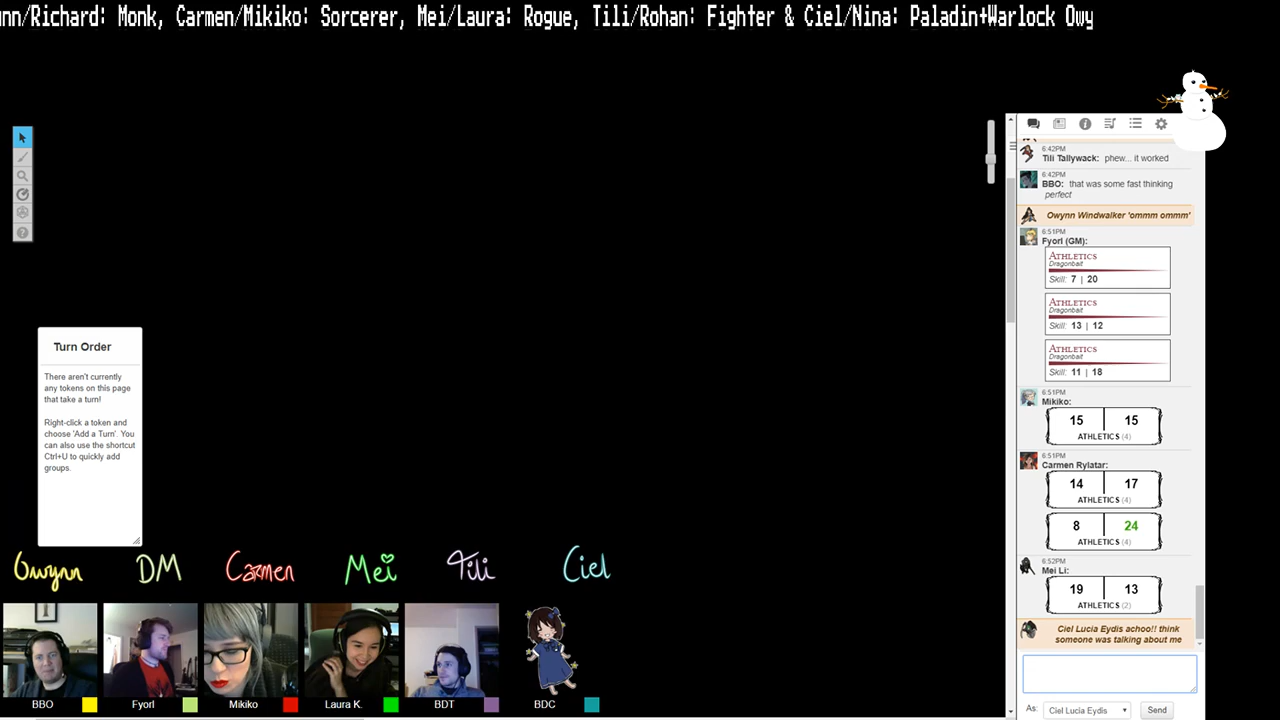 nn/Richard: Monk, Carmen/Mikiko: Sorcerer, Mei/Laura: Rogue, Tili/Rohan: Fighter & Ciel/Nina: Paladin+Warlock Owy
6:42PM
Tili Tallywack: phew... it worked
6:42PM
BBO: that was some fast thinking
perfect
Owynn Windwalker 'ommm ommm'
6:51PM
Fyorl (GM):
ATHLETICS
Dragonbait
Skill: 7 | 20
ATHLETICS
Dragonbait
Skill: 13 | 12
ATHLETICS
Dragonbait
Skill: 11 | 18
6:51PM
Mikiko:
15 15
ATHLETICS (4)
6:51PM
Carmen Rylatar:
14 17
ATHLETICS (4)
8 24
ATHLETICS (4)
6:52PM
Mei Li:
19 13
ATHLETICS (2)
Ciel Lucia Eydis achoo!! think
someone was talking about me
As: Ciel Lucia Eydis Send
Turn Order
There aren't currently
any tokens on this page
that take a turn!
Right-click a token and
choose 'Add a Turn'. You
can also use the shortcut
Ctrl+U to quickly add
groups.
Owynn DM Carmen Mei Tili Ciel
BBO Fyorl Mikiko Laura K. BDT BDC